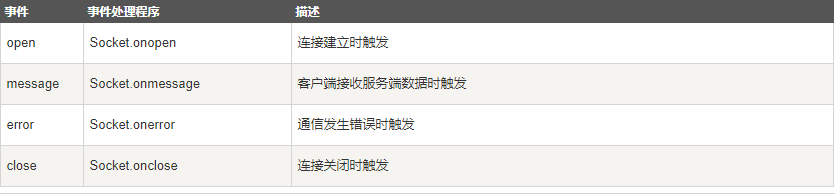 事件 事件处理程序 描述
open Socket.onopen 连接建立时触发
message Socket.onmessage 客户端接收服务端数据时触发
error Socket.onerror 通信发生错误时触发
close Socket.onclose 连接关闭时触发